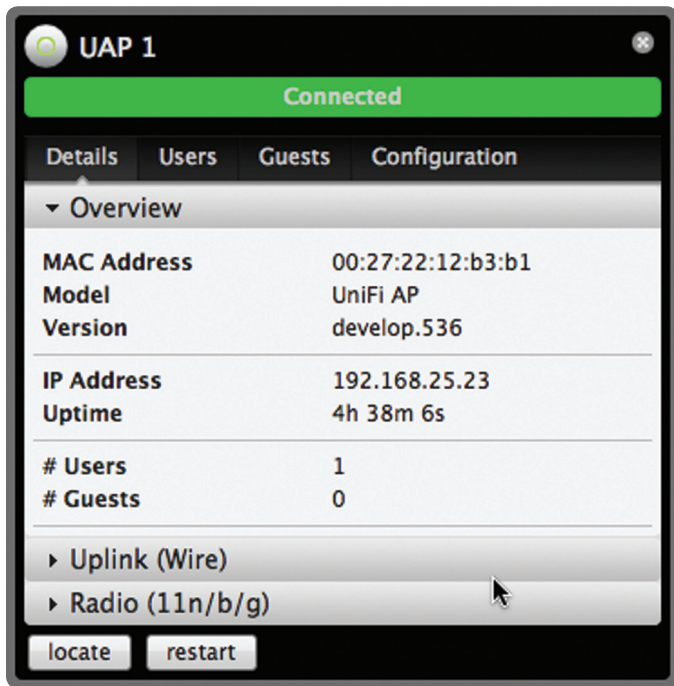 UAP 1
Connected
Details Users Guests Configuration
Overview
MAC Address 00:27:22:12:b3:b1
Model UniFi AP
Version develop.536
IP Address 192.168.25.23
Uptime 4h 38m 6s
# Users 1
# Guests 0
Uplink (Wire)
Radio (11n/b/g)
locate restart